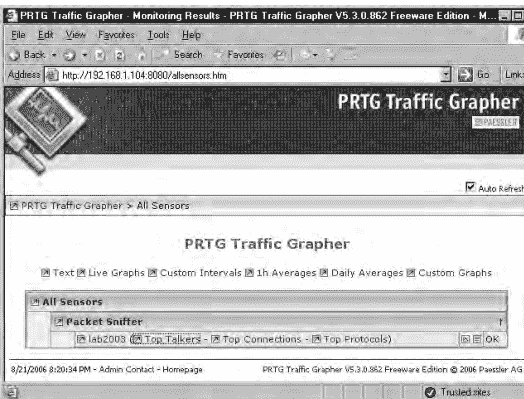 PRTG Traffic Grapher - Monitoring Results - PRTG Traffic Grapher V5.3.0.862 Freeware Edition - M...
File Edit View Favorites Tools Help
Back Search Favorites
Address http://192.168.1.104:8080/allsensors.htm Go Links
PRTG Traffic Grapher
PAESSLER
Auto Refresh
PRTG Traffic Grapher > All Sensors
PRTG Traffic Grapher
Text Live Graphs Custom Intervals 1h Averages Daily Averages Custom Graphs
All Sensors
Packet Sniffer
lab2003 (Top Talkers - Top Connections - Top Protocols) OK
8/21/2006 8:20:34 PM - Admin Contact - Homepage PRTG Traffic Grapher V5.3.0.862 Freeware Edition © 2006 Paessler AG
Trusted sites